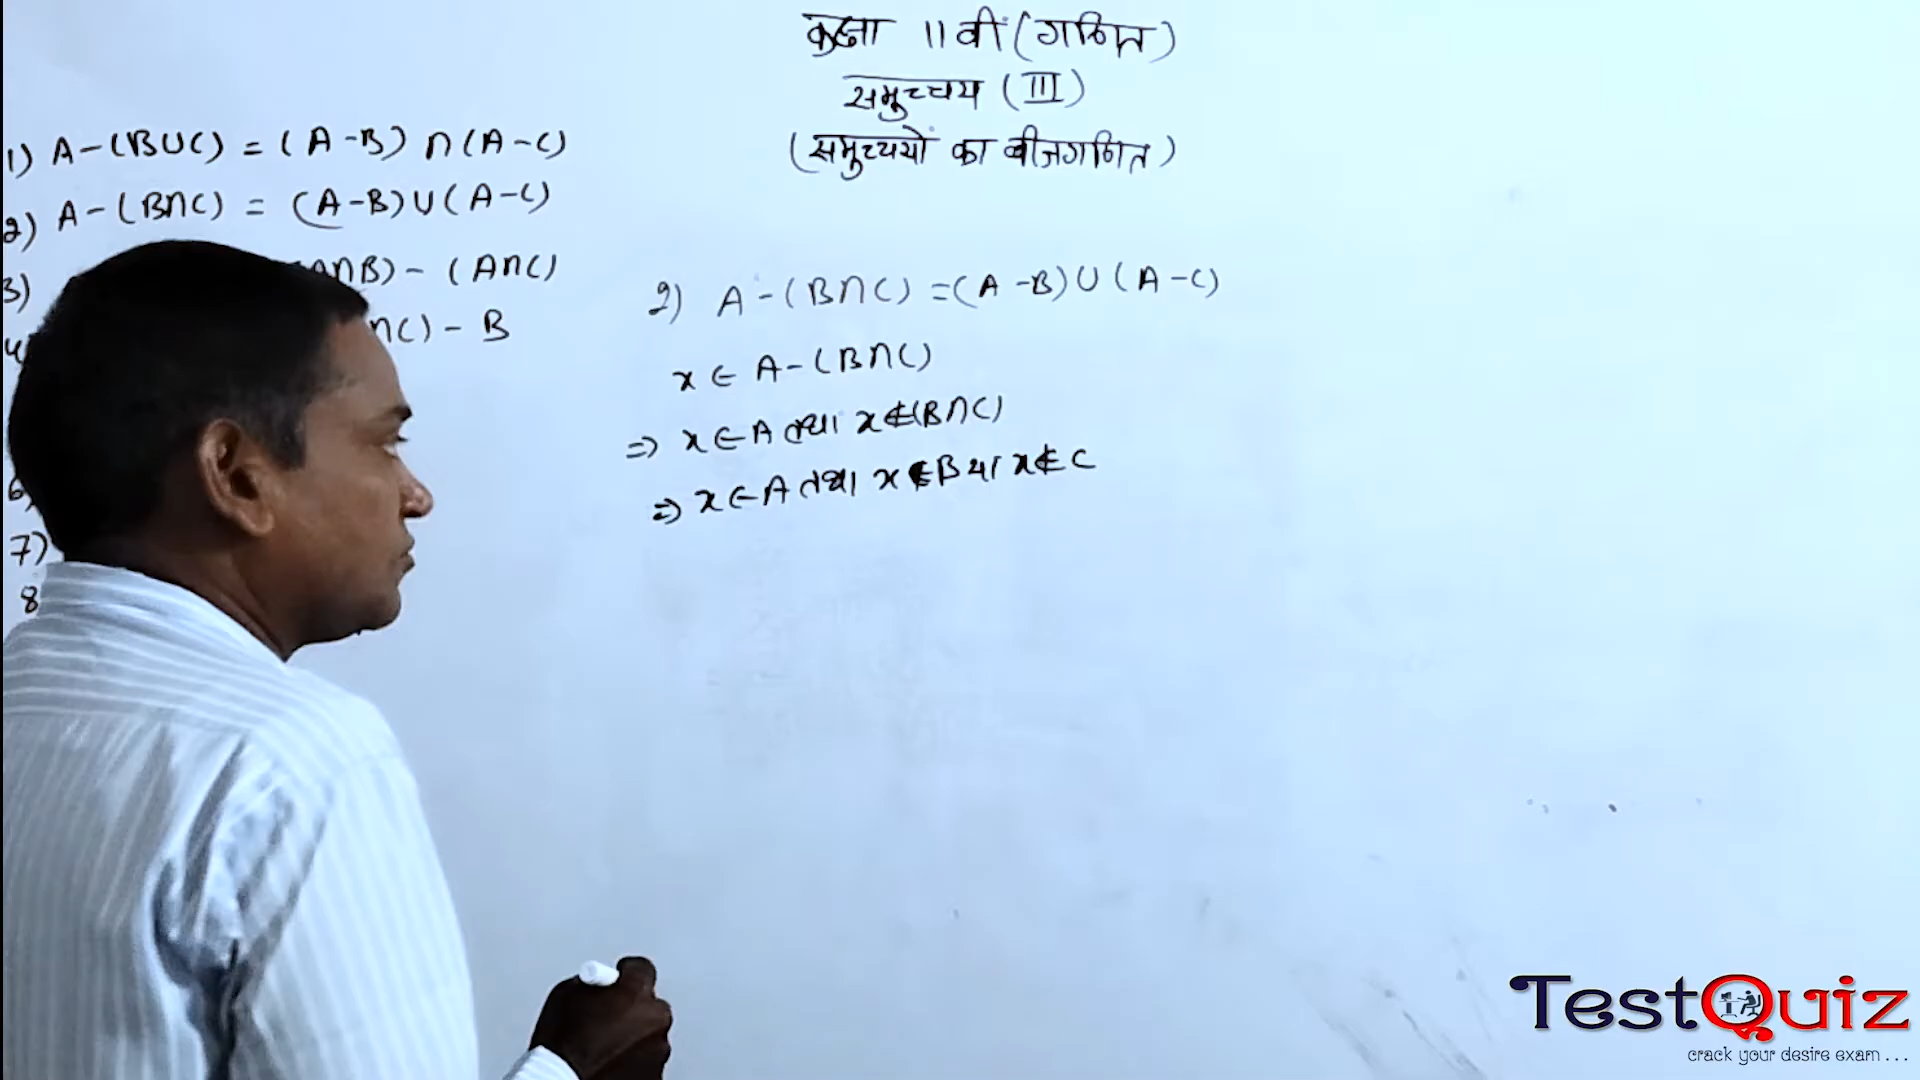 कक्षा 11वीं (गणित)
समुच्चय (III)
(समुच्चयों का बीजगणित)
1) A-(B∪C) = (A-B) ∩ (A-C)
2) A-(B∩C) = (A-B) ∪ (A-C)
3) ∩B) - (A∩C)
4 ∩C) - B
6)
7)
8
2) A-(B∩C) = (A-B) ∪ (A-C)
x ∈ A-(B∩C)
⇒ x ∈ A तथा x ∉ (B∩C)
⇒ x ∈ A तथा x ∉ B या x ∉ C
TestQuiz
crack your desire exam ...